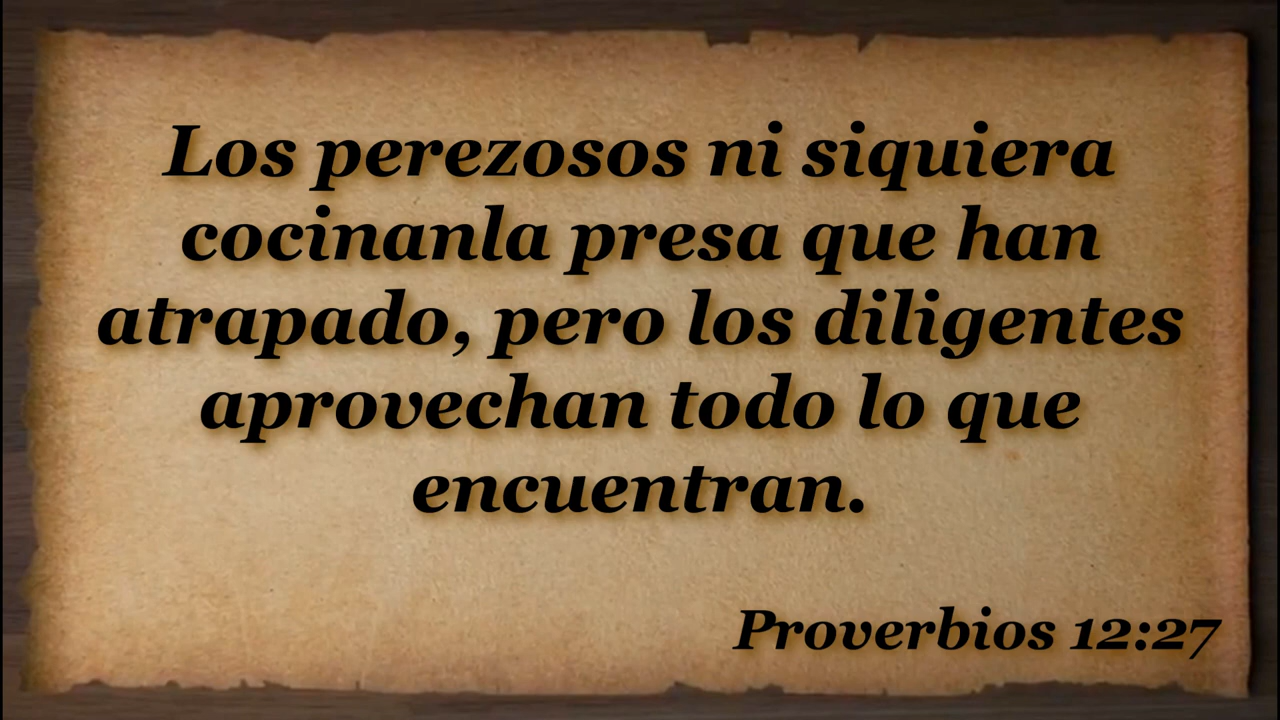 Los perezosos ni siquiera
cocinanla presa que han
atrapado, pero los diligentes
aprovechan todo lo que
encuentran.
Proverbios 12:27